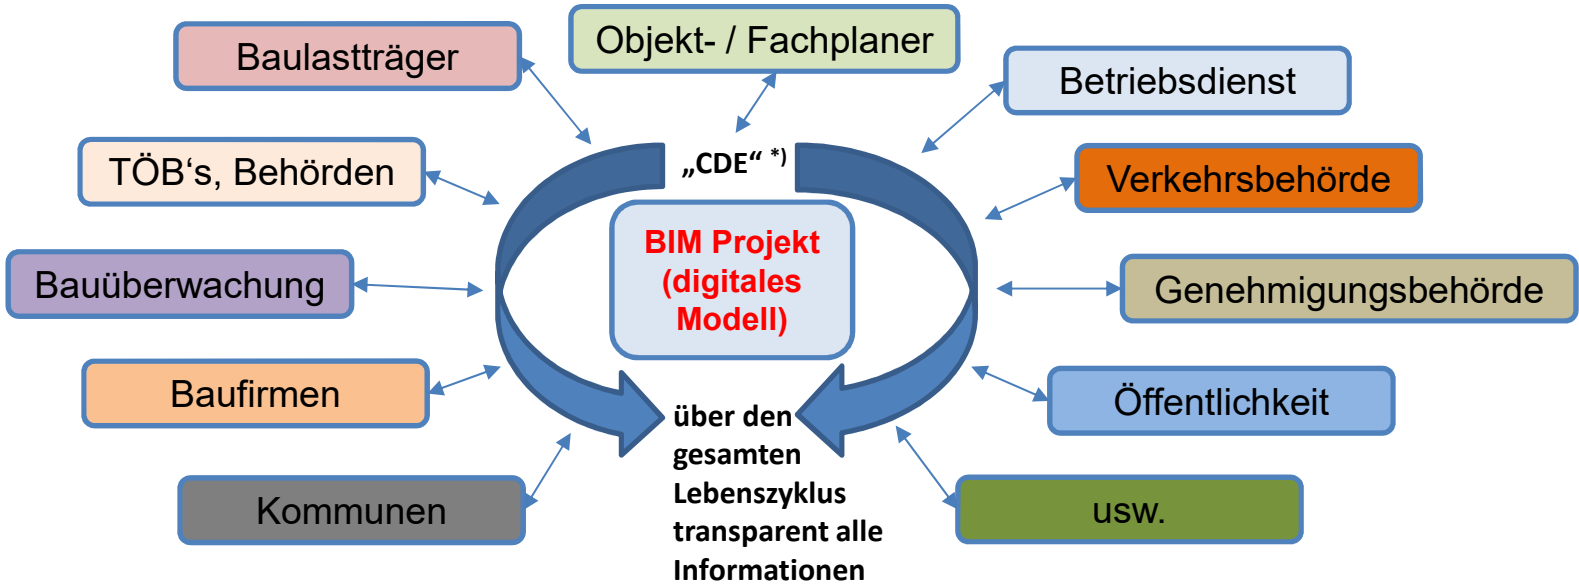 Objekt- / Fachplaner
Baulastträger
Betriebsdienst
TÖB‘s, Behörden
„CDE“ *)
Verkehrsbehörde
BIM Projekt
(digitales
Modell)
Bauüberwachung
Genehmigungsbehörde
Baufirmen
Öffentlichkeit
über den
gesamten
Lebenszyklus
transparent alle
Informationen
Kommunen
usw.